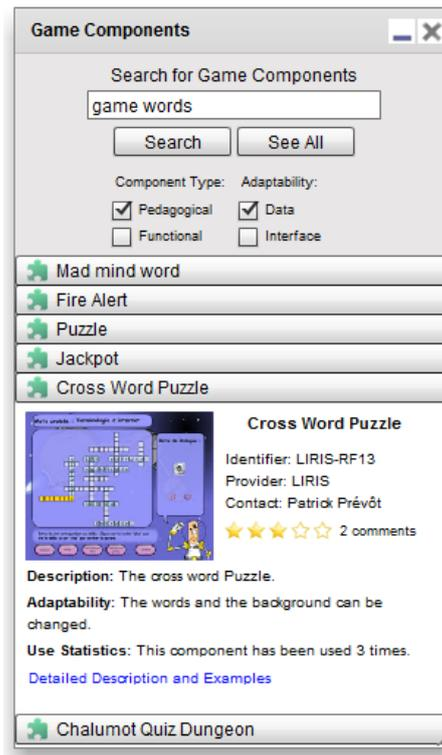 Game Components
Search for Game Components
game words
Search See All
Component Type: Adaptability:
Pedagogical Data
Functional Interface
Mad mind word
Fire Alert
Puzzle
Jackpot
Cross Word Puzzle
Cross Word Puzzle
Identifier: LIRIS-RF13
Provider: LIRIS
Contact: Patrick Prévôt
2 comments
Description: The cross word Puzzle.
Adaptability: The words and the background can be
changed.
Use Statistics: This component has been used 3 times.
Detailed Description and Examples
Chalumot Quiz Dungeon